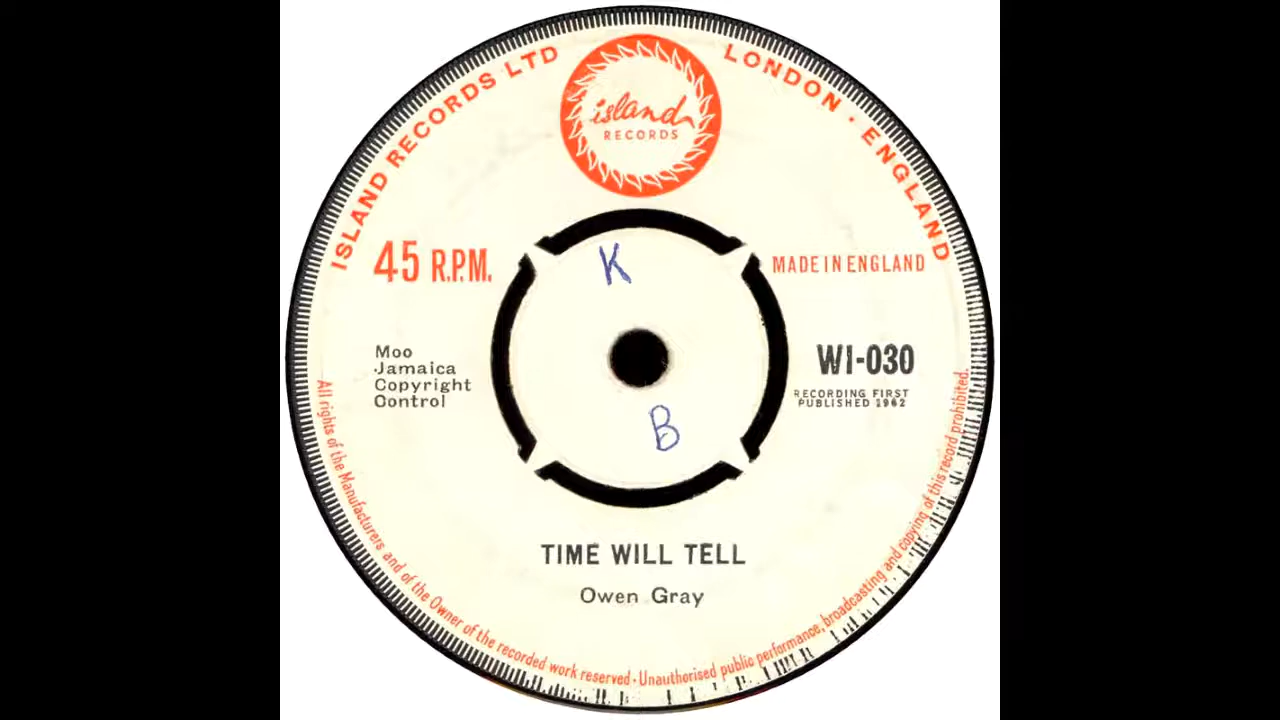 ISLAND RECORDS LTD
LONDON · ENGLAND
island
RECORDS
45 R.P.M.
MADE IN ENGLAND
K
Moo
Jamaica
Copyright
Control
WI-030
RECORDING FIRST
PUBLISHED 1962
B
TIME WILL TELL
Owen Gray
All rights of the Manufacturers and of the Owner of the recorded work reserved · Unauthorised public performance, broadcasting and copying of this record prohibited.